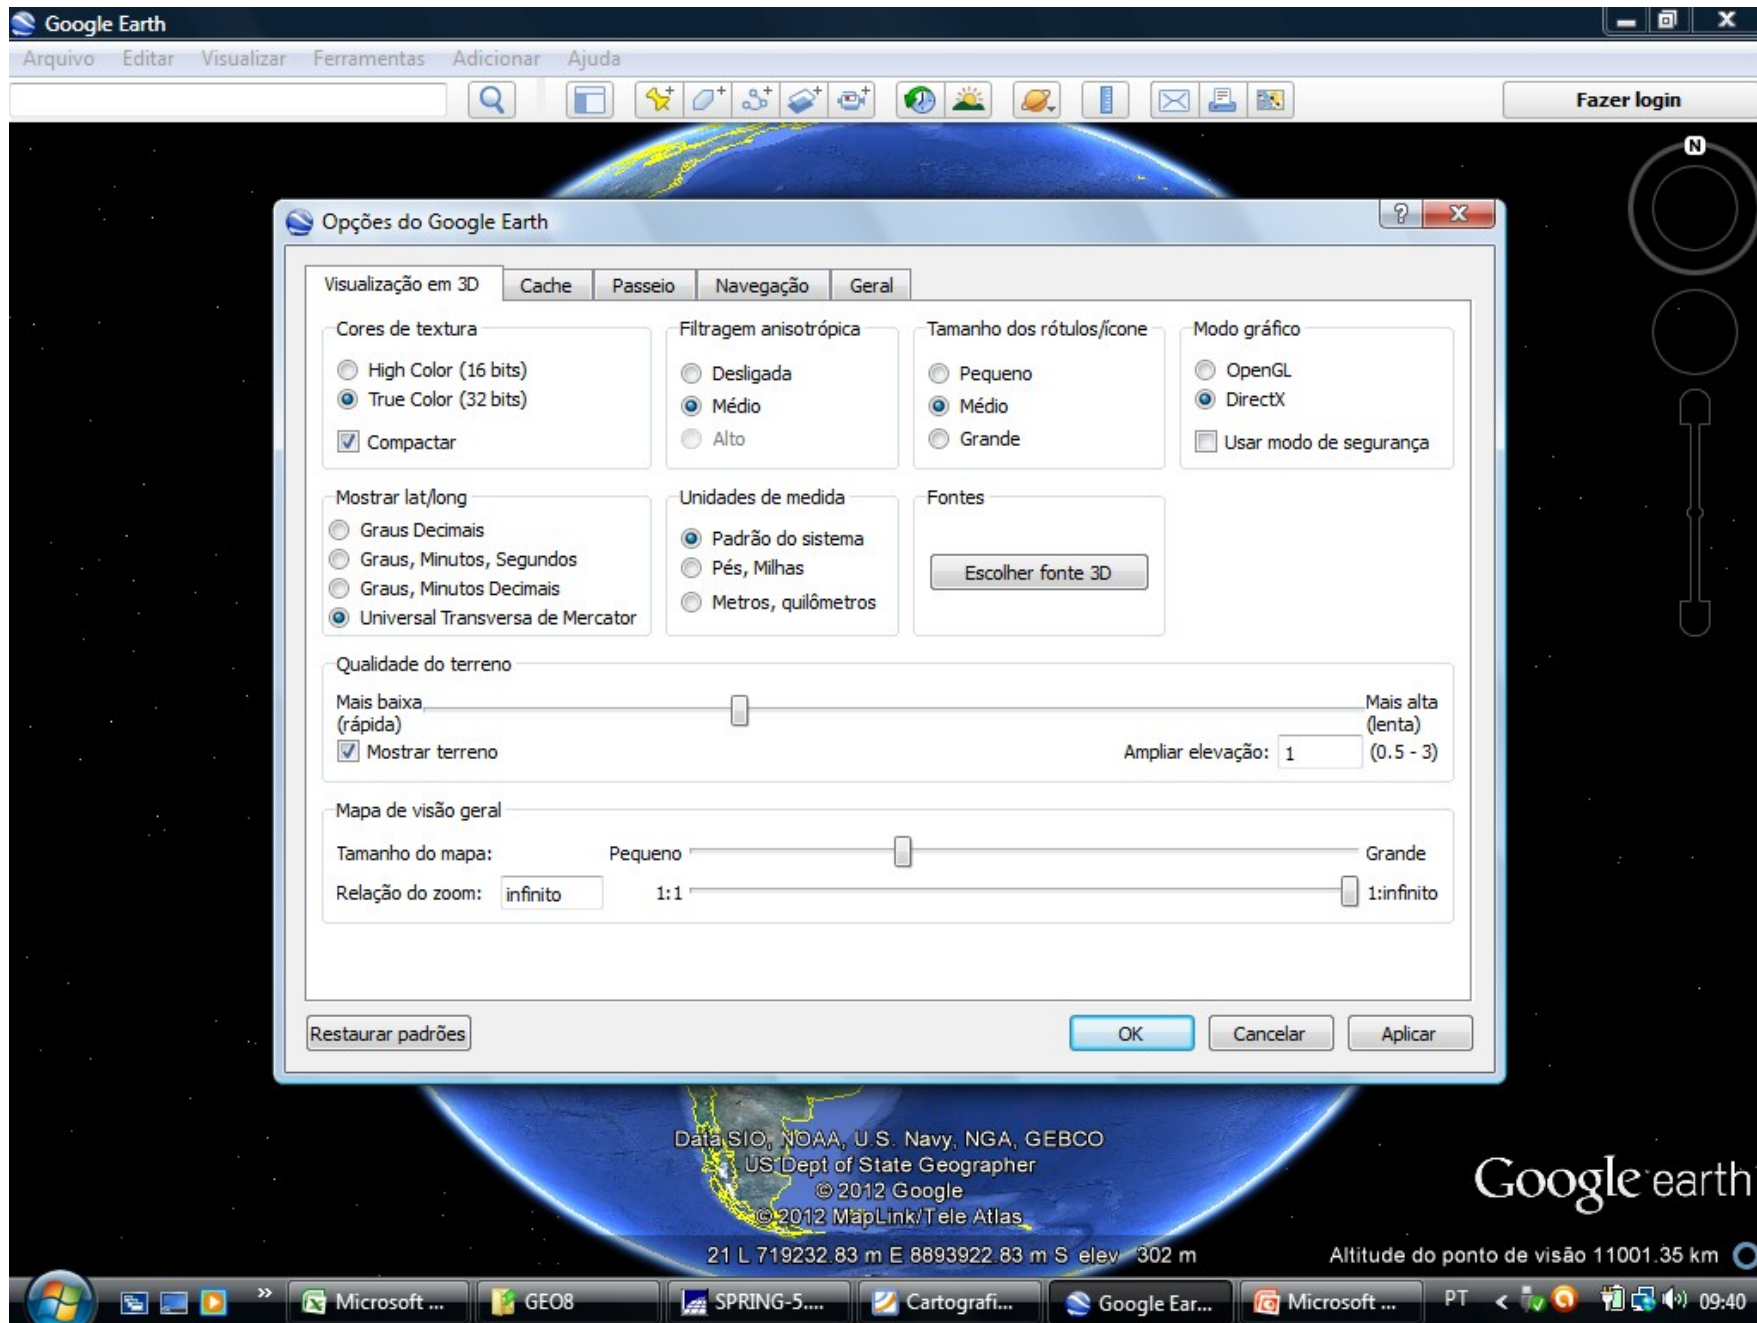 Google Earth
Arquivo Editar Visualizar Ferramentas Adicionar Ajuda
Fazer login
N
Opções do Google Earth
Visualização em 3D Cache Passeio Navegação Geral
Cores de textura
High Color (16 bits)
True Color (32 bits)
Compactar
Filtragem anisotrópica
Desligada
Médio
Alto
Tamanho dos rótulos/ícone
Pequeno
Médio
Grande
Modo gráfico
OpenGL
DirectX
Usar modo de segurança
Mostrar lat/long
Graus Decimais
Graus, Minutos, Segundos
Graus, Minutos Decimais
Universal Transversa de Mercator
Unidades de medida
Padrão do sistema
Pés, Milhas
Metros, quilômetros
Fontes
Escolher fonte 3D
Qualidade do terreno
Mais baixa
(rápida)
Mais alta
(lenta)
Mostrar terreno
Ampliar elevação: 1 (0.5 - 3)
Mapa de visão geral
Tamanho do mapa: Pequeno Grande
Relação do zoom: infinito 1:1 1:infinito
Restaurar padrões OK Cancelar Aplicar
Data SIO, NOAA, U.S. Navy, NGA, GEBCO
US Dept of State Geographer
© 2012 Google
© 2012 MapLink/Tele Atlas
Google earth
21 L 719232.83 m E 8893922.83 m S elev 302 m Altitude do ponto de visão 11001.35 km
Microsoft ... GEO8 SPRING-5.... Cartografi... Google Ear... Microsoft ... PT 09:40